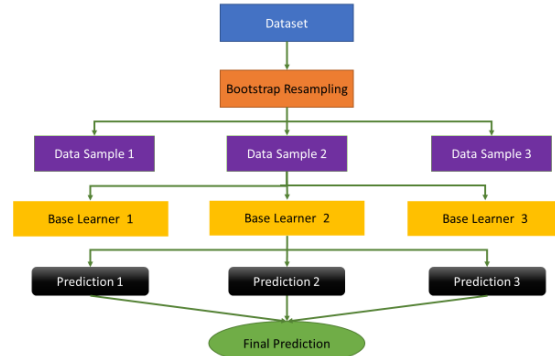 Dataset
Bootstrap Resampling
Data Sample 1
Data Sample 2
Data Sample 3
Base Learner 1
Base Learner 2
Base Learner 3
Prediction 1
Prediction 2
Prediction 3
Final Prediction